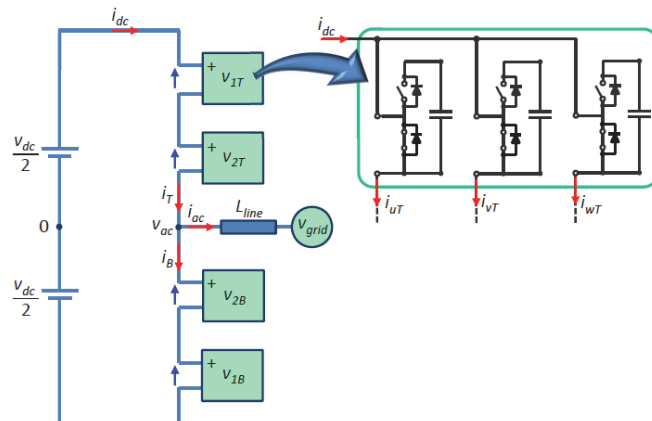 i_dc
i_dc
+
V_1T
V_dc
2
+
V_2T
i_T
i_uT
i_vT
i_wT
0
V_ac
i_ac
L_line
V_grid
i_B
V_dc
2
+
V_2B
+
V_1B